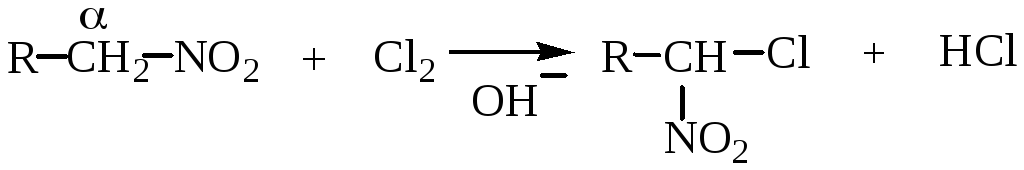 α
R–CH₂–NO₂ + Cl₂ → R–CH–Cl + HCl
OH⁻
NO₂